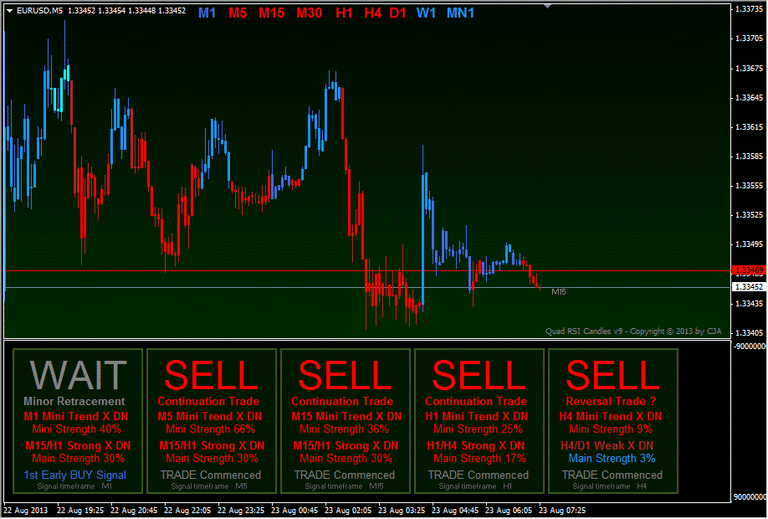 EURUSD,M5 1.33452 1.33454 1.33448 1.33452
M1 M5 M15 M30 H1 H4 D1 W1 MN1
1.33735
1.33705
1.33675
1.33645
1.33615
1.33585
1.33555
1.33525
1.33495
1.33469
1.33452
1.33435
1.33405
M15
Quad RSI Candles v9 - Copyright © 2013 by CJA
-90000000
90000000
WAIT
Minor Retracement
M1 Mini Trend X DN
Mini Strength 40%
M15/H1 Strong X DN
Main Strength 30%
1st Early BUY Signal
Signal timeframe M1
SELL
Continuation Trade
M5 Mini Trend X DN
Mini Strength 66%
M15/H1 Strong X DN
Main Strength 30%
TRADE Commenced
Signal timeframe M5
SELL
Continuation Trade
M15 Mini Trend X DN
Mini Strength 36%
M15/H1 Strong X DN
Main Strength 30%
TRADE Commenced
Signal timeframe M15
SELL
Continuation Trade
H1 Mini Trend X DN
Mini Strength 25%
H1/H4 Strong X DN
Main Strength 17%
TRADE Commenced
Signal timeframe H1
SELL
Reversal Trade ?
H4 Mini Trend X DN
Mini Strength 9%
H4/D1 Weak X DN
Main Strength 3%
TRADE Commenced
Signal timeframe H4
22 Aug 2013 22 Aug 19:25 22 Aug 20:45 22 Aug 22:05 22 Aug 23:25 23 Aug 00:45 23 Aug 02:05 23 Aug 03:25 23 Aug 04:45 23 Aug 06:05 23 Aug 07:25